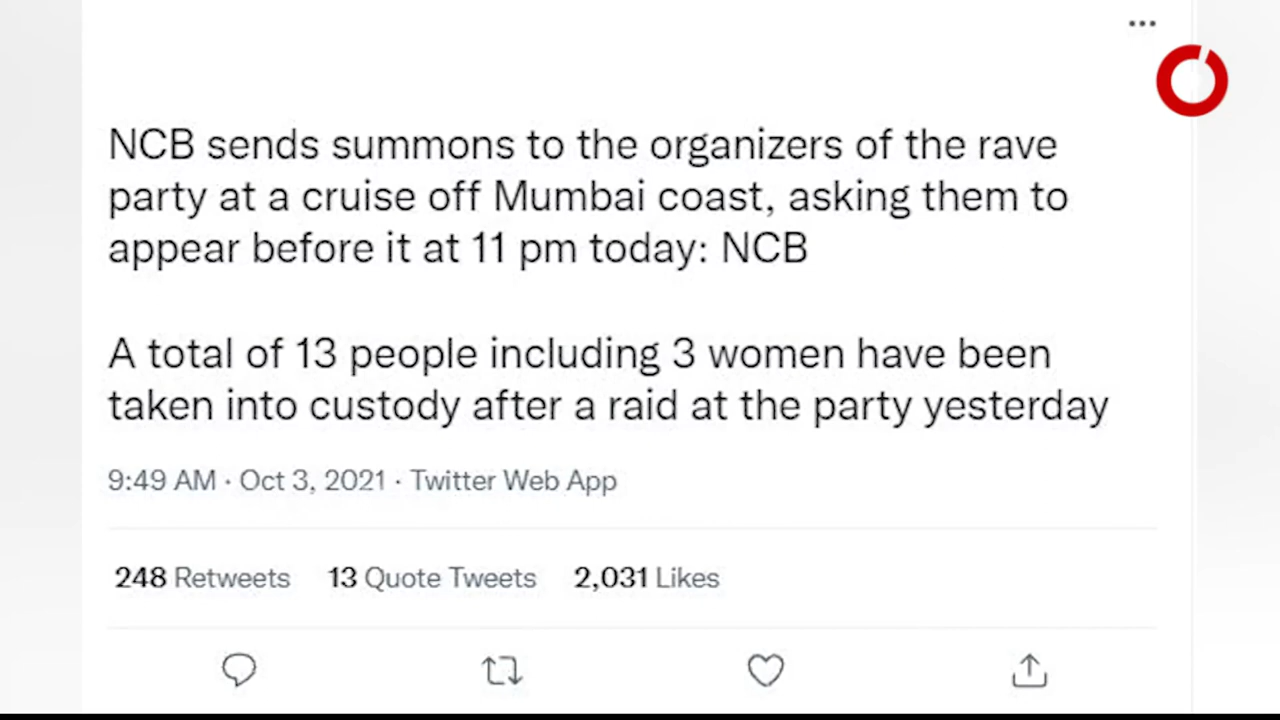 NCB sends summons to the organizers of the rave
party at a cruise off Mumbai coast, asking them to
appear before it at 11 pm today: NCB
A total of 13 people including 3 women have been
taken into custody after a raid at the party yesterday
9:49 AM · Oct 3, 2021 · Twitter Web App
248 Retweets 13 Quote Tweets 2,031 Likes